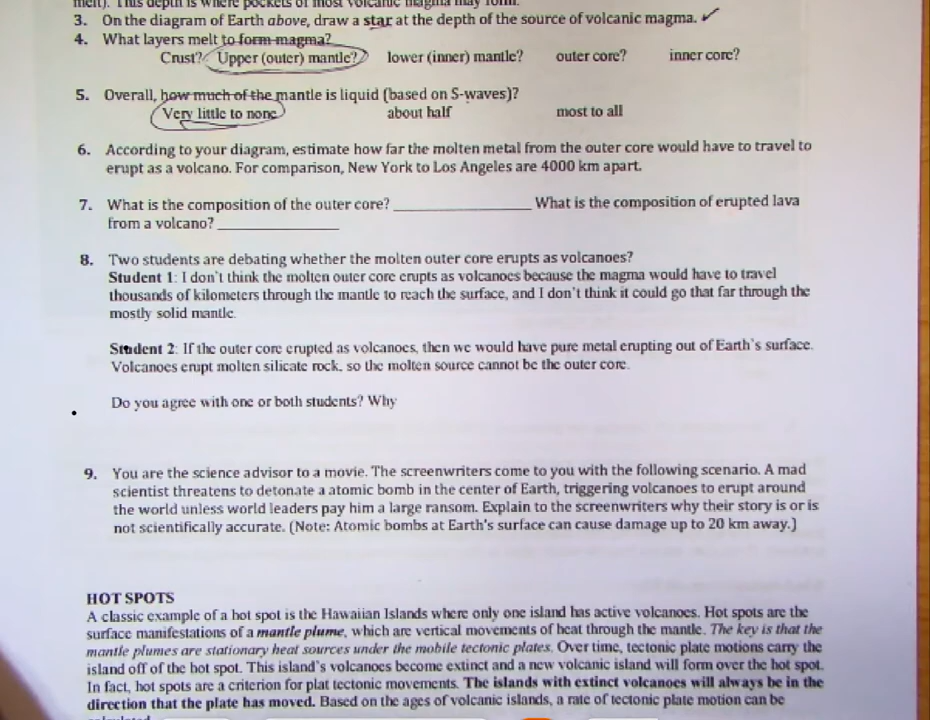 melt). This depth is where pockets of most volcanic magma may form.
3. On the diagram of Earth above, draw a star at the depth of the source of volcanic magma.
4. What layers melt to form magma?
Crust? Upper (outer) mantle? lower (inner) mantle? outer core? inner core?
5. Overall, how much of the mantle is liquid (based on S-waves)?
Very little to none about half most to all
6. According to your diagram, estimate how far the molten metal from the outer core would have to travel to
erupt as a volcano. For comparison, New York to Los Angeles are 4000 km apart.
7. What is the composition of the outer core? _______________ What is the composition of erupted lava
from a volcano? _______________
8. Two students are debating whether the molten outer core erupts as volcanoes?
Student 1: I don't think the molten outer core erupts as volcanoes because the magma would have to travel
thousands of kilometers through the mantle to reach the surface, and I don't think it could go that far through the
mostly solid mantle.
Student 2: If the outer core erupted as volcanoes, then we would have pure metal erupting out of Earth's surface.
Volcanoes erupt molten silicate rock, so the molten source cannot be the outer core.
Do you agree with one or both students? Why
9. You are the science advisor to a movie. The screenwriters come to you with the following scenario. A mad
scientist threatens to detonate a atomic bomb in the center of Earth, triggering volcanoes to erupt around
the world unless world leaders pay him a large ransom. Explain to the screenwriters why their story is or is
not scientifically accurate. (Note: Atomic bombs at Earth's surface can cause damage up to 20 km away.)
HOT SPOTS
A classic example of a hot spot is the Hawaiian Islands where only one island has active volcanoes. Hot spots are the
surface manifestations of a mantle plume, which are vertical movements of heat through the mantle. The key is that the
mantle plumes are stationary heat sources under the mobile tectonic plates. Over time, tectonic plate motions carry the
island off of the hot spot. This island's volcanoes become extinct and a new volcanic island will form over the hot spot.
In fact, hot spots are a criterion for plat tectonic movements. The islands with extinct volcanoes will always be in the
direction that the plate has moved. Based on the ages of volcanic islands, a rate of tectonic plate motion can be
calculated.